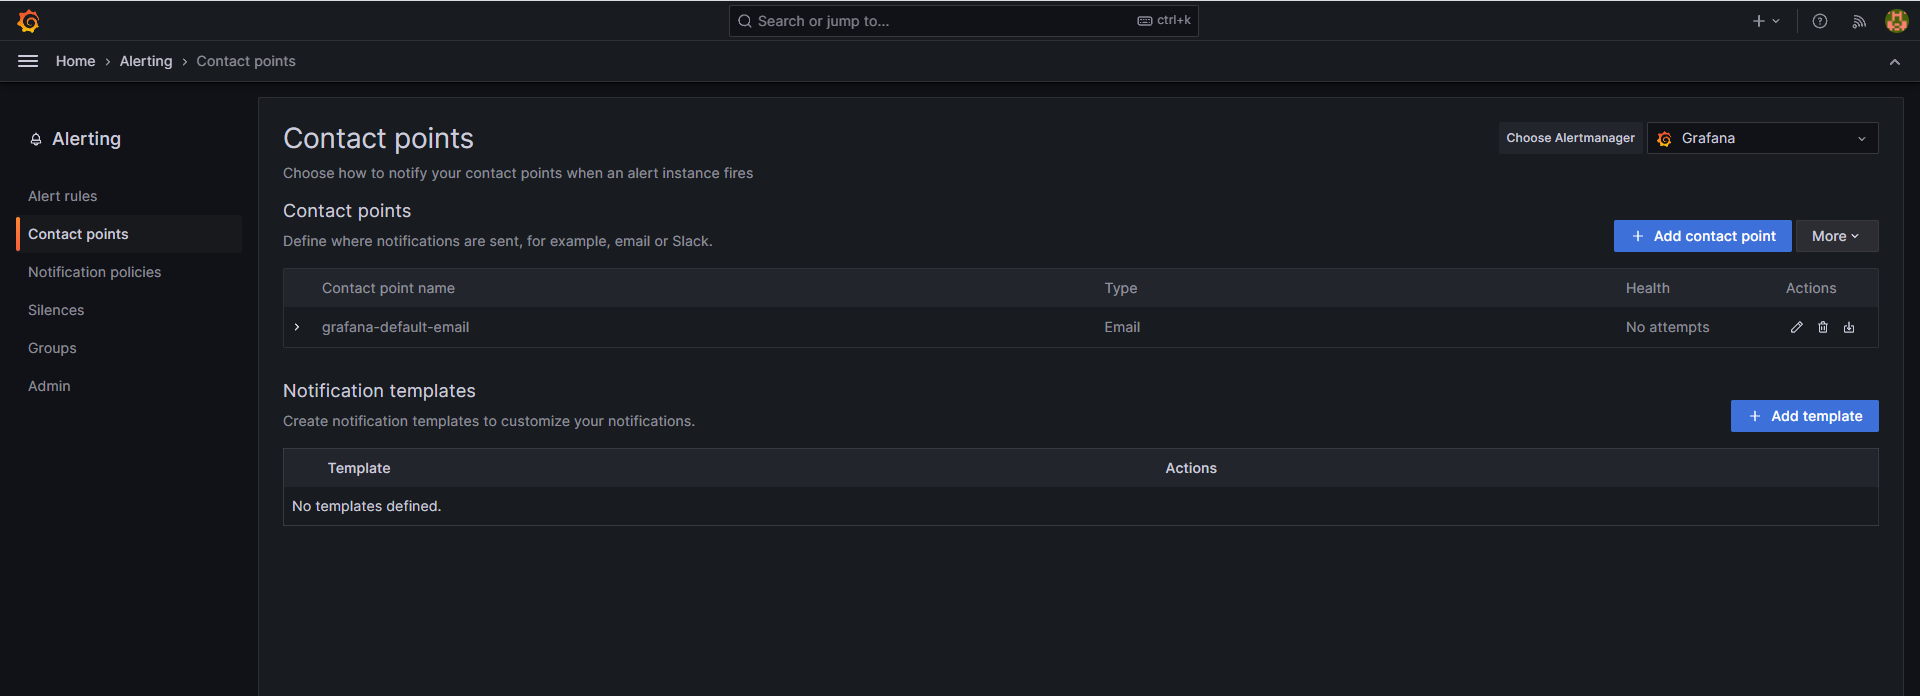 Search or jump to...
ctrl+k
Home
Alerting
Contact points
Alerting
Alert rules
Contact points
Notification policies
Silences
Groups
Admin
Contact points
Choose how to notify your contact points when an alert instance fires
Choose Alertmanager
Grafana
Contact points
Define where notifications are sent, for example, email or Slack.
Add contact point
More
Contact point name Type Health Actions
grafana-default-email Email No attempts
Notification templates
Create notification templates to customize your notifications.
Add template
Template Actions
No templates defined.